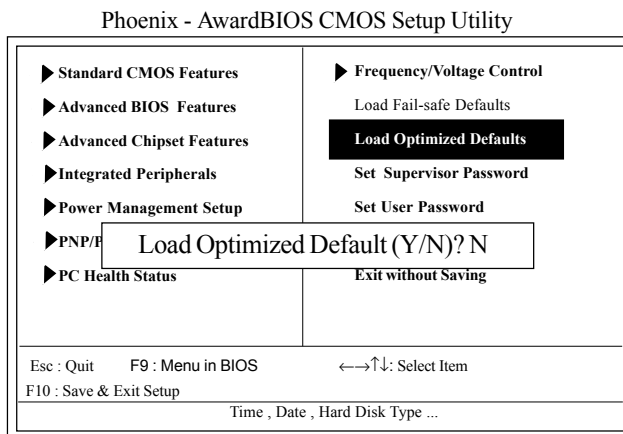 Phoenix - AwardBIOS CMOS Setup Utility
Standard CMOS Features
Advanced BIOS Features
Advanced Chipset Features
Integrated Peripherals
Power Management Setup
PNP/P
PC Health Status
Frequency/Voltage Control
Load Fail-safe Defaults
Load Optimized Defaults
Set Supervisor Password
Set User Password
Exit without Saving
Load Optimized Default (Y/N)? N
Esc : Quit F9 : Menu in BIOS ←→↑↓: Select Item
F10 : Save & Exit Setup
Time , Date , Hard Disk Type ...